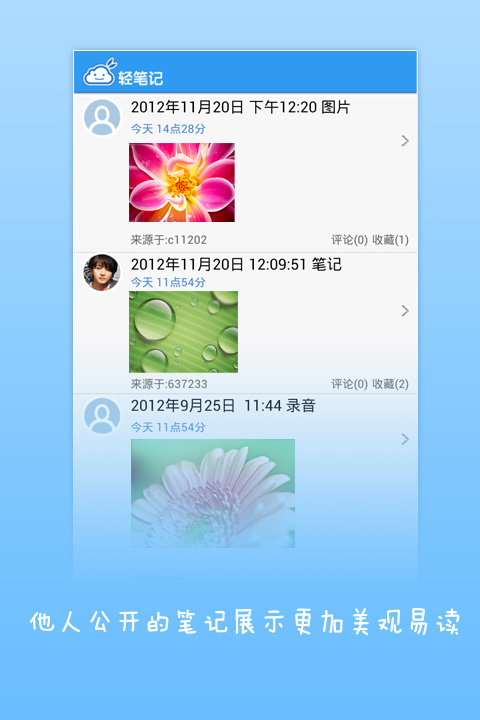 轻笔记
2012年11月20日 下午12:20 图片
今天 14点28分
来源于:c11202
评论(0) 收藏(1)
2012年11月20日 12:09:51 笔记
今天 11点54分
来源于:637233
评论(0) 收藏(2)
2012年9月25日 11:44 录音
今天 11点54分
他人公开的笔记展示更加美观易读